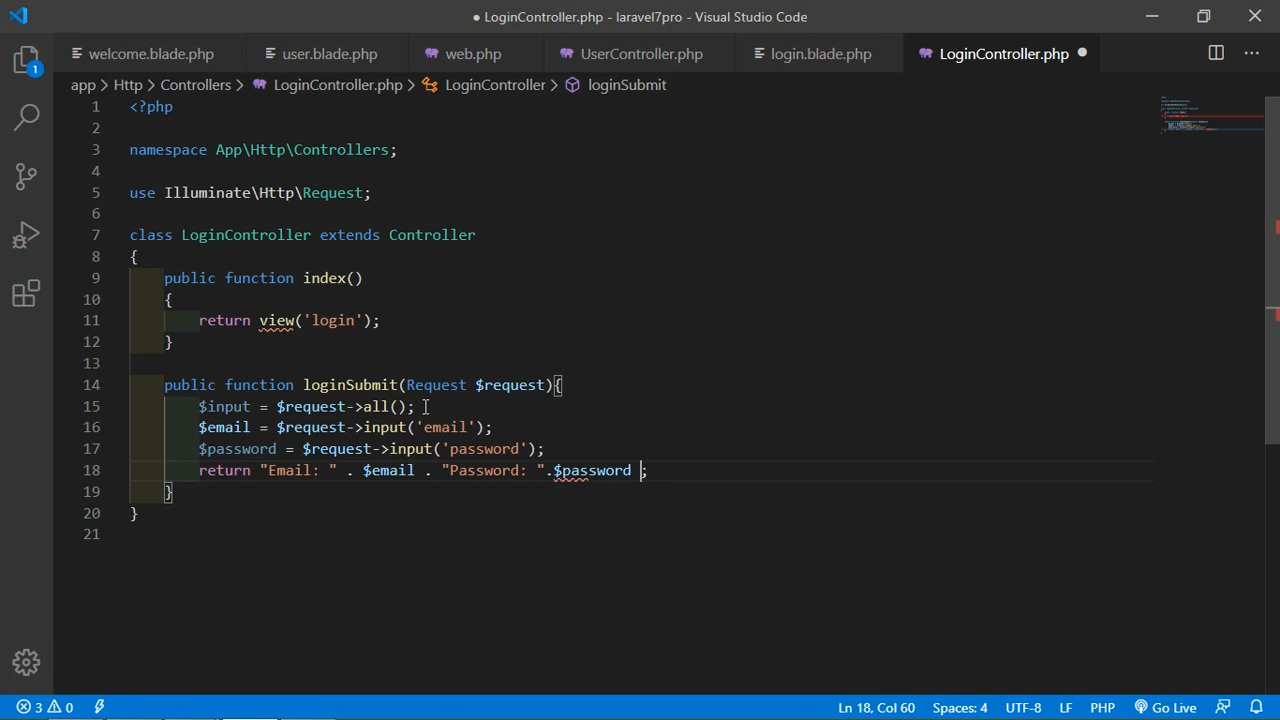 ● LoginController.php - laravel7pro - Visual Studio Code
welcome.blade.php user.blade.php web.php UserController.php login.blade.php LoginController.php ●
app > Http > Controllers > LoginController.php > LoginController > loginSubmit
1
1 <?php
2
3 namespace App\Http\Controllers;
4
5 use Illuminate\Http\Request;
6
7 class LoginController extends Controller
8 {
9 public function index()
10 {
11 return view('login');
12 }
13
14 public function loginSubmit(Request $request){
15 $input = $request->all();
16 $email = $request->input('email');
17 $password = $request->input('password');
18 return "Email: " . $email . "Password: ".$password ;
19 }
20 }
21
3 0 Ln 18, Col 60 Spaces: 4 UTF-8 LF PHP Go Live